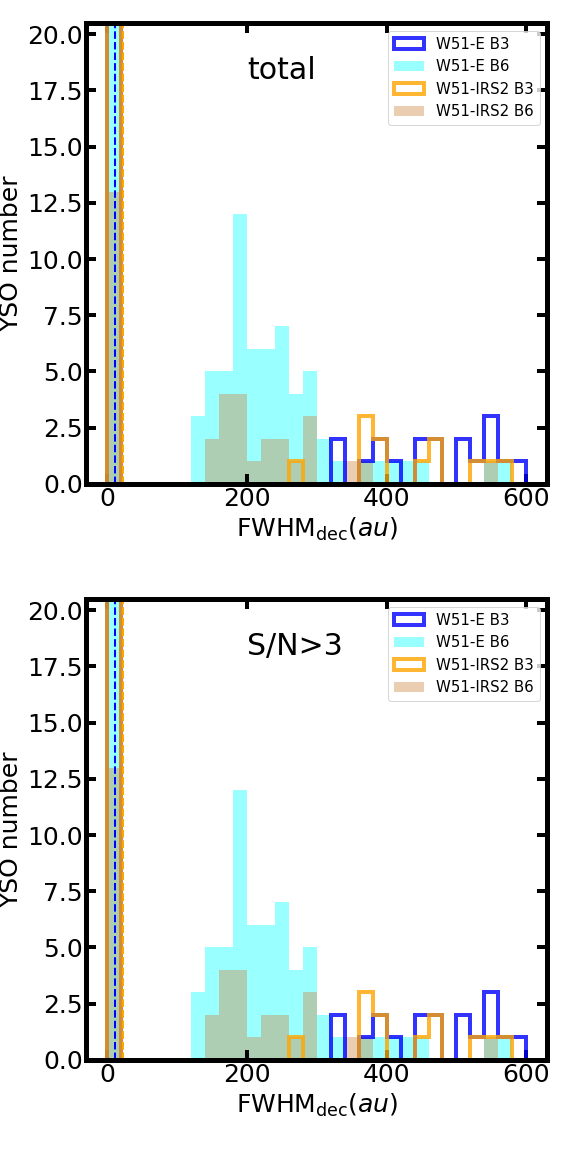 20.0
17.5
15.0
12.5
10.0
7.5
5.0
2.5
0.0
YSO number
total
W51-E B3
W51-E B6
W51-IRS2 B3
W51-IRS2 B6
0 200 400 600
FWHM_dec(au)
20.0
17.5
15.0
12.5
10.0
7.5
5.0
2.5
0.0
YSO number
S/N>3
W51-E B3
W51-E B6
W51-IRS2 B3
W51-IRS2 B6
0 200 400 600
FWHM_dec(au)